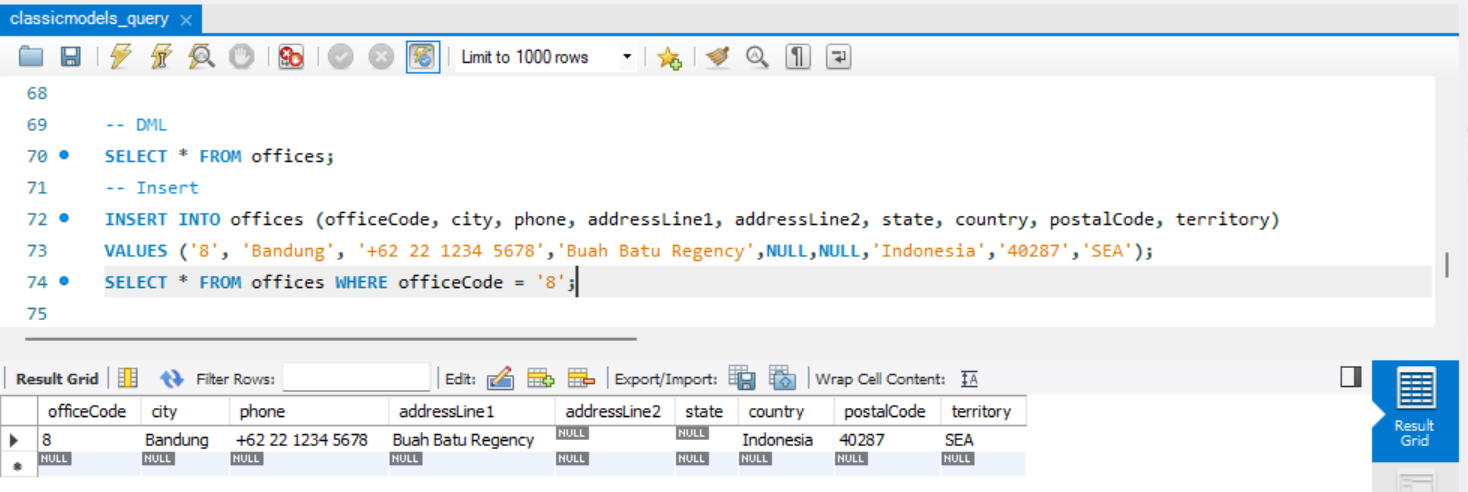 classicmodels_query
Limit to 1000 rows
68
69 -- DML
70 SELECT * FROM offices;
71 -- Insert
72 INSERT INTO offices (officeCode, city, phone, addressLine1, addressLine2, state, country, postalCode, territory)
73 VALUES ('8', 'Bandung', '+62 22 1234 5678','Buah Batu Regency',NULL,NULL,'Indonesia','40287','SEA');
74 SELECT * FROM offices WHERE officeCode = '8';
75
Result Grid Filter Rows: Edit: Export/Import: Wrap Cell Content: IA
officeCode city phone addressLine1 addressLine2 state country postalCode territory
8 Bandung +62 22 1234 5678 Buah Batu Regency NULL NULL Indonesia 40287 SEA
NULL NULL NULL NULL NULL NULL NULL NULL NULL
Result
Grid